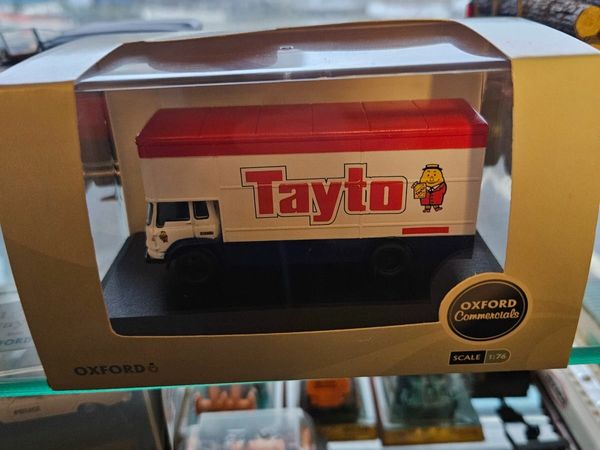 Tayto
OXFORD
Commercials
SCALE 1:76
OXFORD